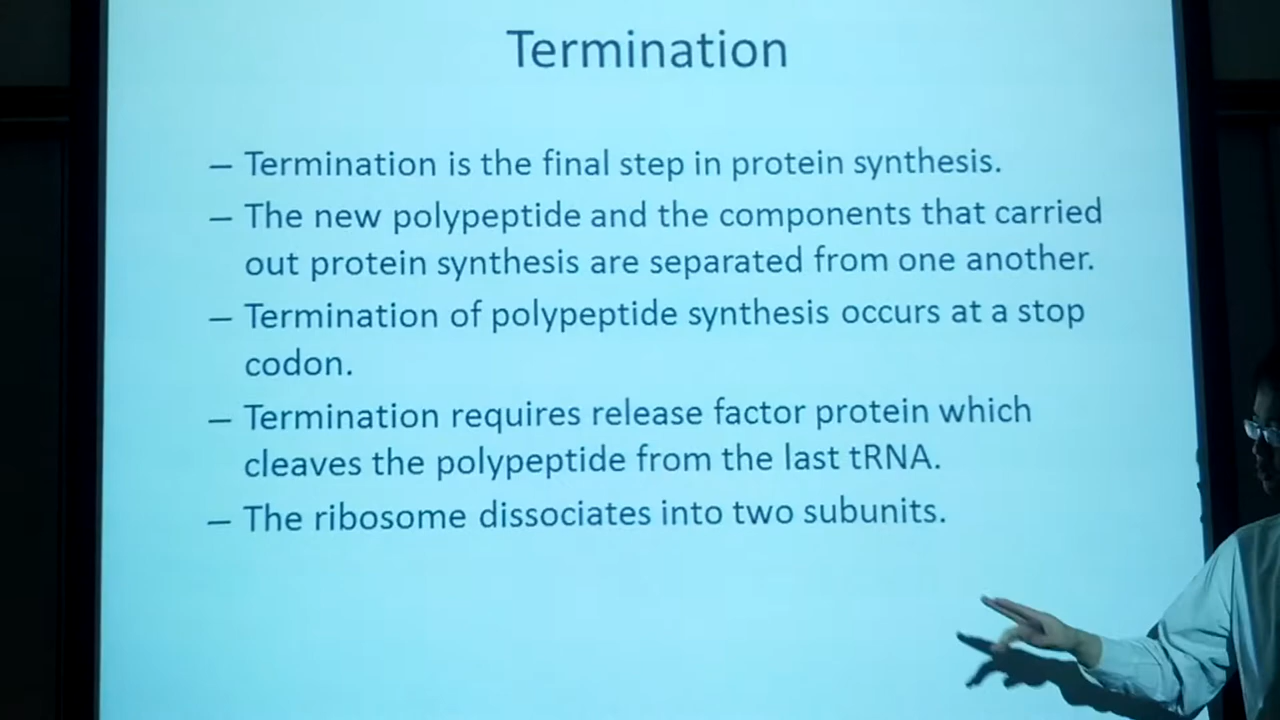 Termination
– Termination is the final step in protein synthesis.
– The new polypeptide and the components that carried
out protein synthesis are separated from one another.
– Termination of polypeptide synthesis occurs at a stop
codon.
– Termination requires release factor protein which
cleaves the polypeptide from the last tRNA.
– The ribosome dissociates into two subunits.